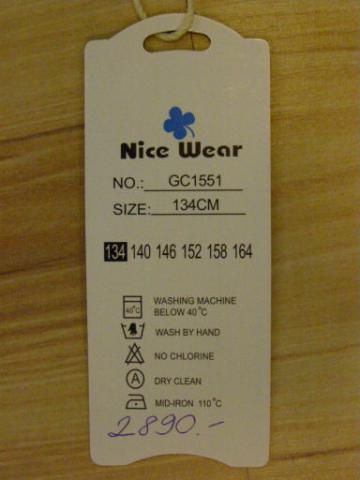 Nice Wear
NO.: GC1551
SIZE: 134CM
134 140 146 152 158 164
40°C WASHING MACHINE
BELOW 40°C
WASH BY HAND
NO CHLORINE
A DRY CLEAN
MID-IRON 110°C
2890.-